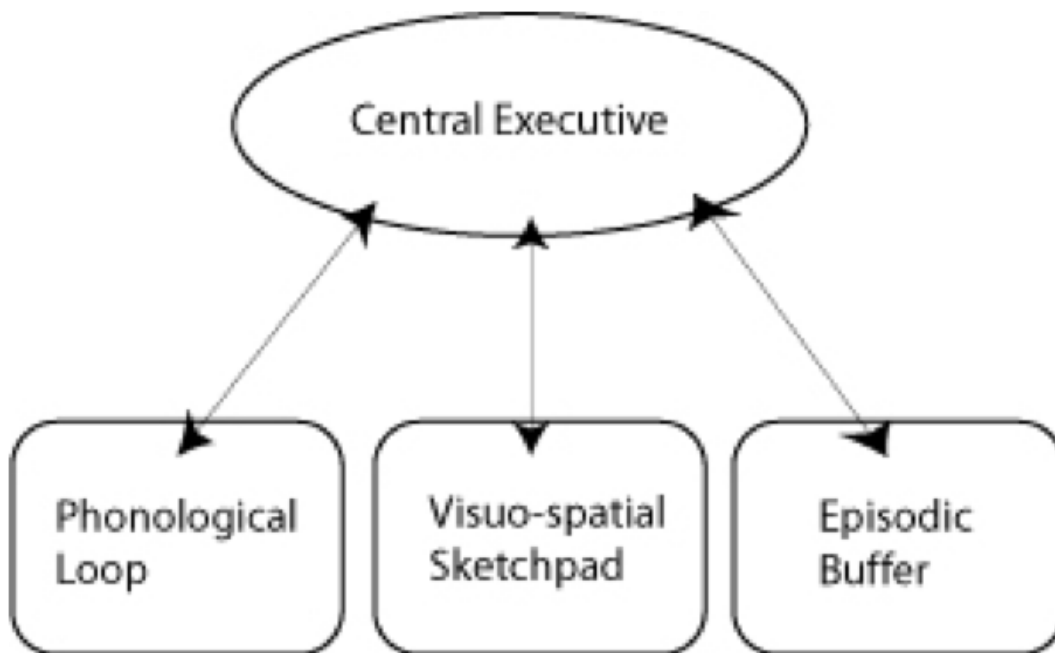 Central Executive
Phonological
Loop
Visuo-spatial
Sketchpad
Episodic
Buffer